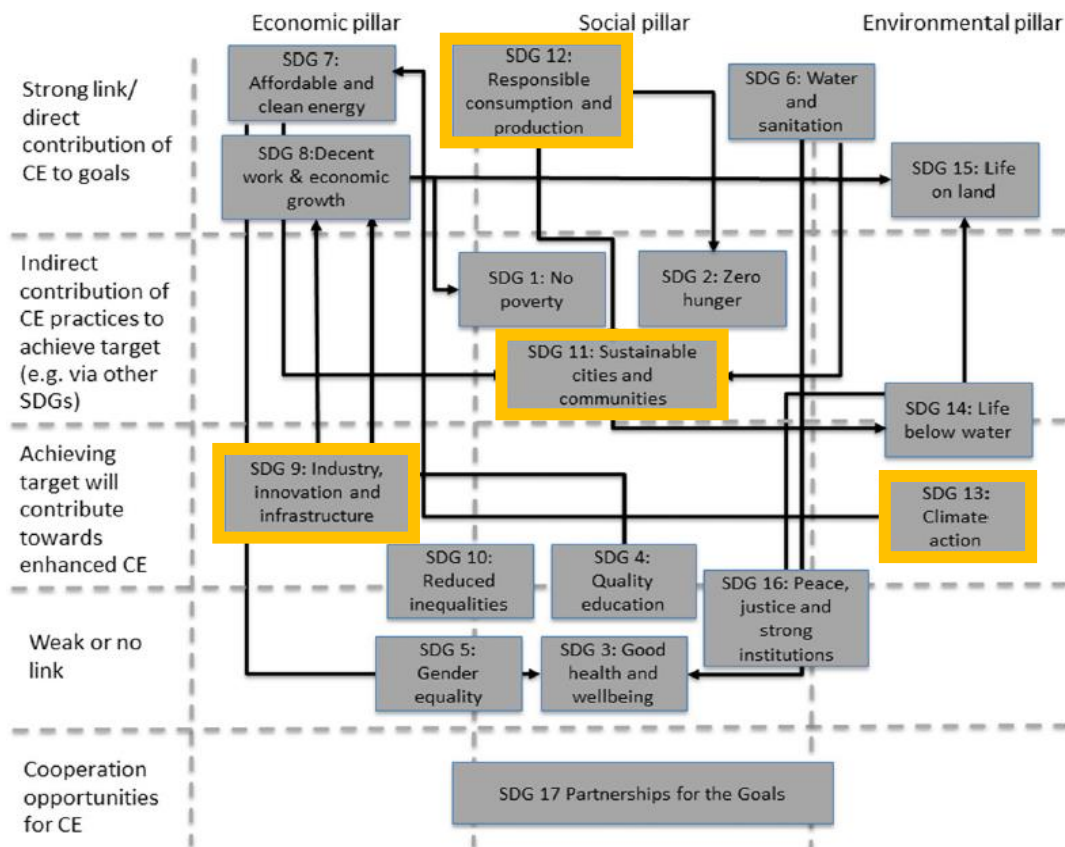 Economic pillar
Social pillar
Environmental pillar
Strong link/
direct
contribution of
CE to goals
SDG 7:
Affordable and
clean energy
SDG 12:
Responsible
consumption and
production
SDG 6: Water
and
sanitation
SDG 8:Decent
work & economic
growth
SDG 15: Life
on land
Indirect
contribution of
CE practices to
achieve target
(e.g. via other
SDGs)
SDG 1: No
poverty
SDG 2: Zero
hunger
SDG 11: Sustainable
cities and
communities
SDG 14: Life
below water
Achieving
target will
contribute
towards
enhanced CE
SDG 9: Industry,
innovation and
infrastructure
SDG 13:
Climate
action
SDG 10:
Reduced
inequalities
SDG 4:
Quality
education
SDG 16: Peace,
justice and
strong
institutions
Weak or no
link
SDG 5:
Gender
equality
SDG 3: Good
health and
wellbeing
Cooperation
opportunities
for CE
SDG 17 Partnerships for the Goals